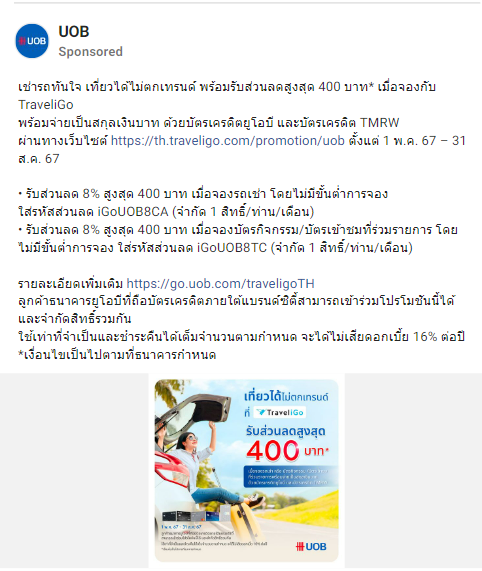 UOB
UOB
Sponsored
เช่ารถทันใจ เที่ยวได้ไม่ตกเทรนด์ พร้อมรับส่วนลดสูงสุด 400 บาท* เมื่อจองกับ
TraveliGo
พร้อมจ่ายเป็นสกุลเงินบาท ด้วยบัตรเครดิตยูโอบี และบัตรเครดิต TMRW
ผ่านทางเว็บไซต์ https://th.traveligo.com/promotion/uob ตั้งแต่ 1 พ.ค. 67 – 31
ส.ค. 67
• รับส่วนลด 8% สูงสุด 400 บาท เมื่อจองรถเช่า โดยไม่มีขั้นต่ำการจอง
ใส่รหัสส่วนลด iGoUOB8CA (จำกัด 1 สิทธิ์/ท่าน/เดือน)
• รับส่วนลด 8% สูงสุด 400 บาท เมื่อจองบัตรกิจกรรม/บัตรเข้าชมที่ร่วมรายการ โดย
ไม่มีขั้นต่ำการจอง ใส่รหัสส่วนลด iGoUOB8TC (จำกัด 1 สิทธิ์/ท่าน/เดือน)
รายละเอียดเพิ่มเติม https://go.uob.com/traveligoTH
ลูกค้าธนาคารยูโอบีที่ถือบัตรเครดิตภายใต้แบรนด์ซิตี้สามารถเข้าร่วมโปรโมชันนี้ได้
และจำกัดสิทธิ์รวมกัน
ใช้เท่าที่จำเป็นและชำระคืนได้เต็มจำนวนตามกำหนด จะได้ไม่เสียดอกเบี้ย 16% ต่อปี
*เงื่อนไขเป็นไปตามที่ธนาคารกำหนด
เที่ยวได้ไม่ตกเทรนด์
ที่ TraveliGo
รับส่วนลดสูงสุด
400 บาท*
1 พ.ค. 67 - 31 ส.ค. 67
UOB